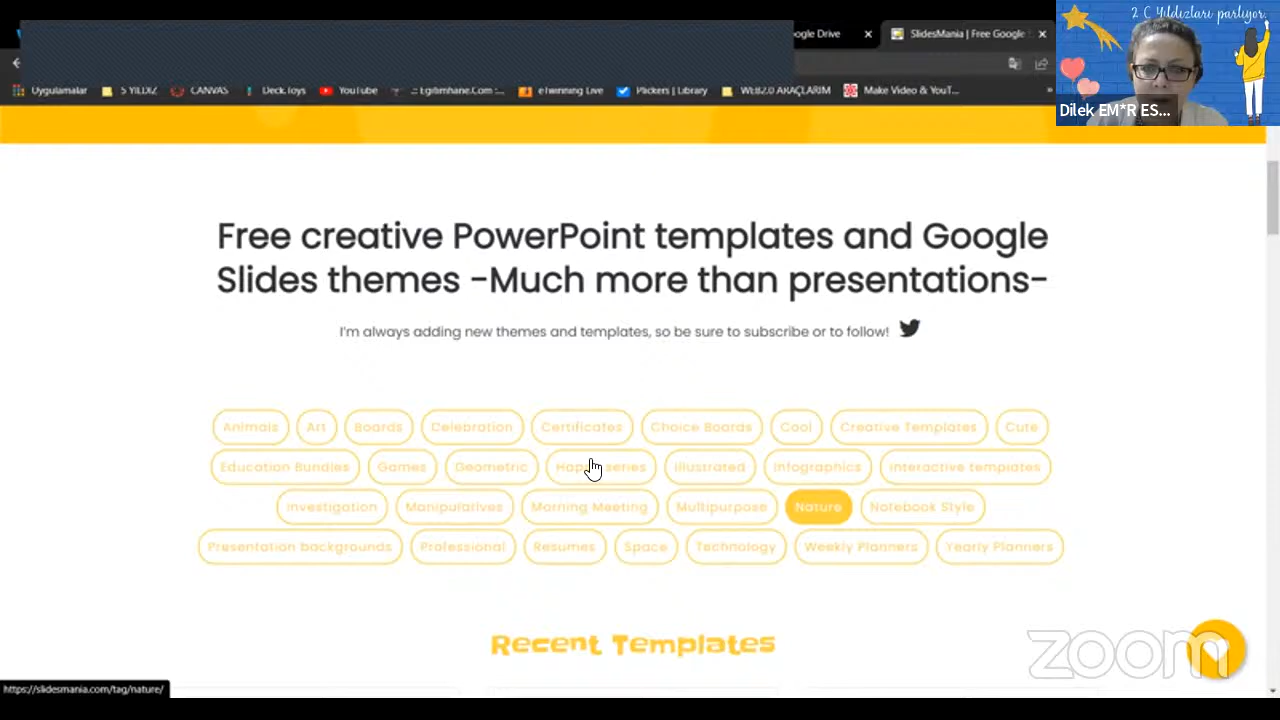 2 C Yıldızları parlıyor.
ogle Drive
SlidesMania | Free Google
Uygulamalar
5 YILDIZ
CANVAS
Deck.Toys
YouTube
.:: Egitimhane.Com :...
eTwinning Live
Plickers | Library
WEB2.0 ARAÇLARIM
Make Video & YouT...
Dilek EM*R ES...
Free creative PowerPoint templates and Google
Slides themes -Much more than presentations-
I'm always adding new themes and templates, so be sure to subscribe or to follow!
Animals Art Boards Celebration Certificates Choice Boards Cool Creative Templates Cute
Education Bundles Games Geometric series illustrated Infographics Interactive templates
Investigation Manipulatives Morning Meeting Multipurpose Nature Notebook Style
Presentation backgrounds Professional Resumes Space Technology Weekly Planners Yearly Planners
Recent Templates
zoom
https://slidesmania.com/tag/nature/